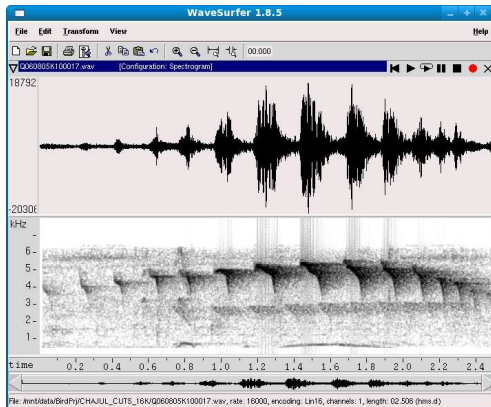 WaveSurfer 1.8.5
File Edit Transform View Help
00.000
Q060805K100017.wav [Configuration: Spectrogram]
18792
-20306
kHz
6
5
4
3
2
1
time 0.2 0.4 0.6 0.8 1.0 1.2 1.4 1.6 1.8 2.0 2.2 2.4
File: /mnt/data/BirdPrj/CHAJUL_CUTS_16K/Q060805K100017.wav, rate: 16000, encoding: Lin16, channels: 1, length: 02.506 (hms.d)